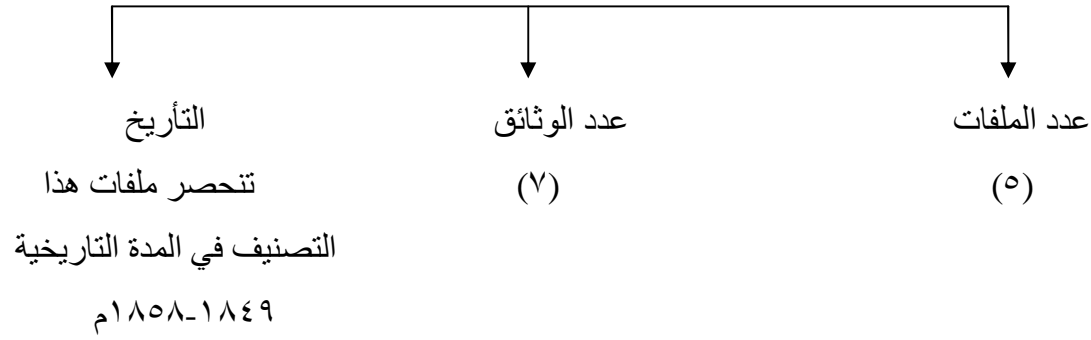 عدد الملفات
(٥)
عدد الوثائق
(٧)
التأريخ
تنحصر ملفات هذا
التصنيف في المدة التاريخية
١٨٤٩-١٨٥٨م